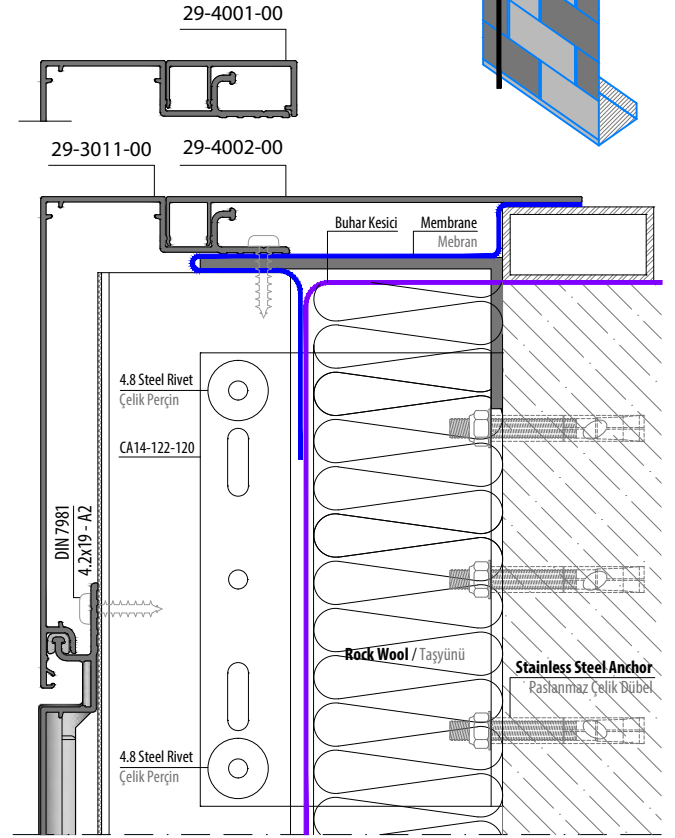 29-4001-00
29-3011-00
29-4002-00
Buhar Kesici
Membrane
Mebran
4.8 Steel Rivet
Çelik Perçin
CA14-122-120
DIN 7981
4.2x19 - A2
Rock Wool / Taşyünü
Stainless Steel Anchor
Paslanmaz Çelik Dübel
4.8 Steel Rivet
Çelik Perçin